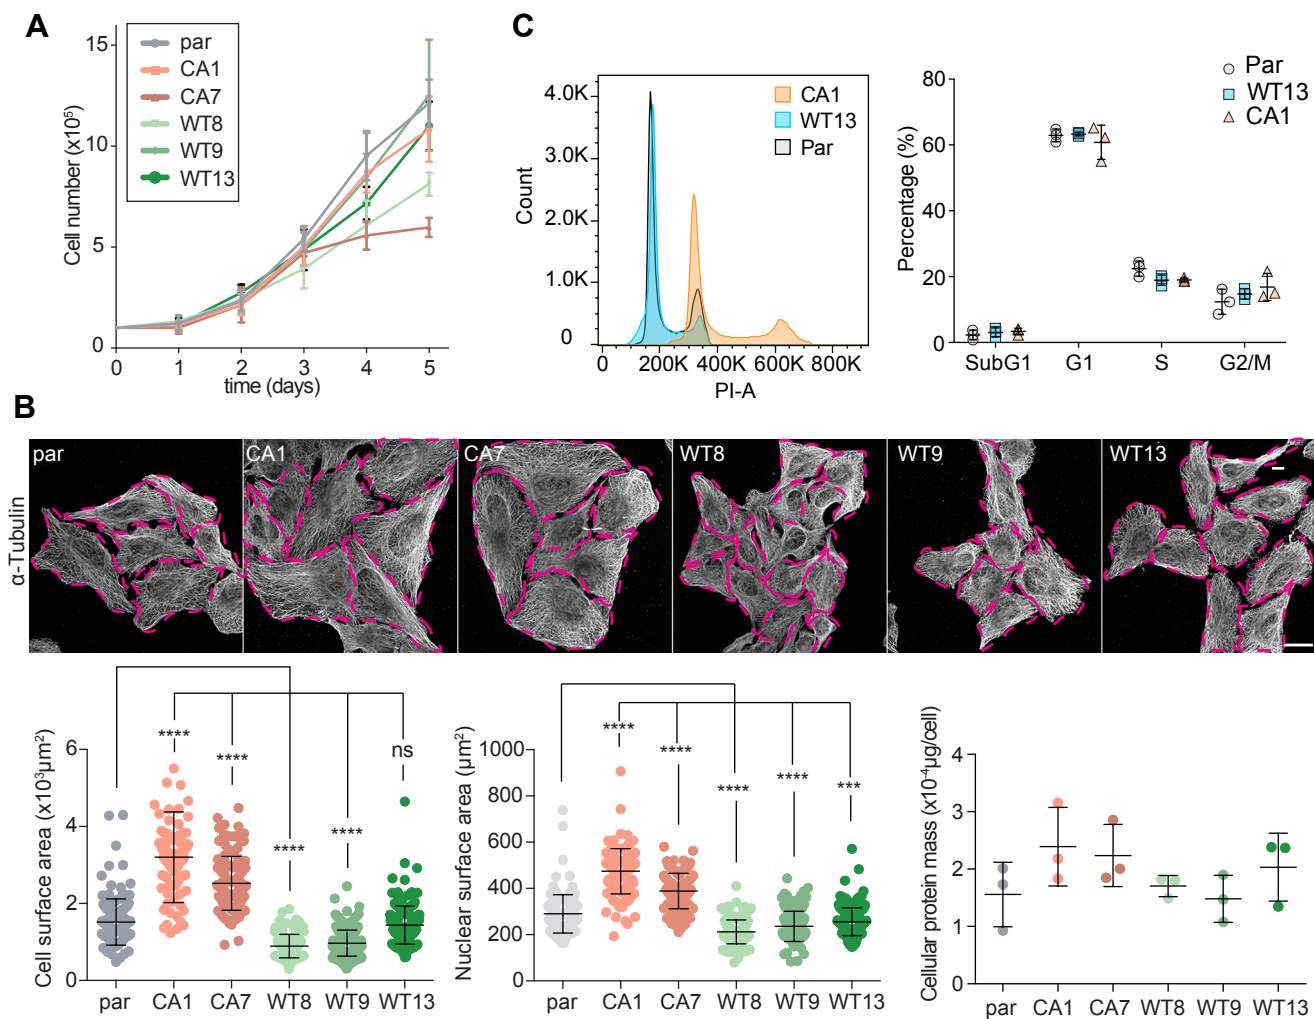 A
par
CA1
CA7
WT8
WT9
WT13
Cell number (x10⁵)
15
10
5
0
0 1 2 3 4 5
time (days)
C
4.0K
3.0K
2.0K
1.0K
0
Count
CA1
WT13
Par
0 200K 400K 600K 800K
PI-A
Par
WT13
CA1
Percentage (%)
80
60
40
20
0
SubG1 G1 S G2/M
B
α-Tubulin
par CA1 CA7 WT8 WT9 WT13
Cell surface area (x10³µm²)
6
4
2
0
**** **** **** **** ns
par CA1 CA7 WT8 WT9 WT13
Nuclear surface area (µm²)
1000
800
600
400
200
0
**** **** **** **** ***
par CA1 CA7 WT8 WT9 WT13
Cellular protein mass (x10⁻⁴µg/cell)
4
3
2
1
0
par CA1 CA7 WT8 WT9 WT13